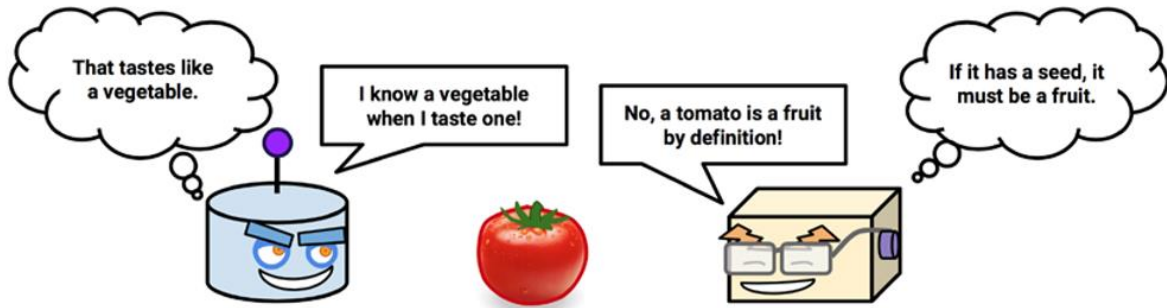 That tastes like
a vegetable.
I know a vegetable
when I taste one!
No, a tomato is a fruit
by definition!
If it has a seed, it
must be a fruit.